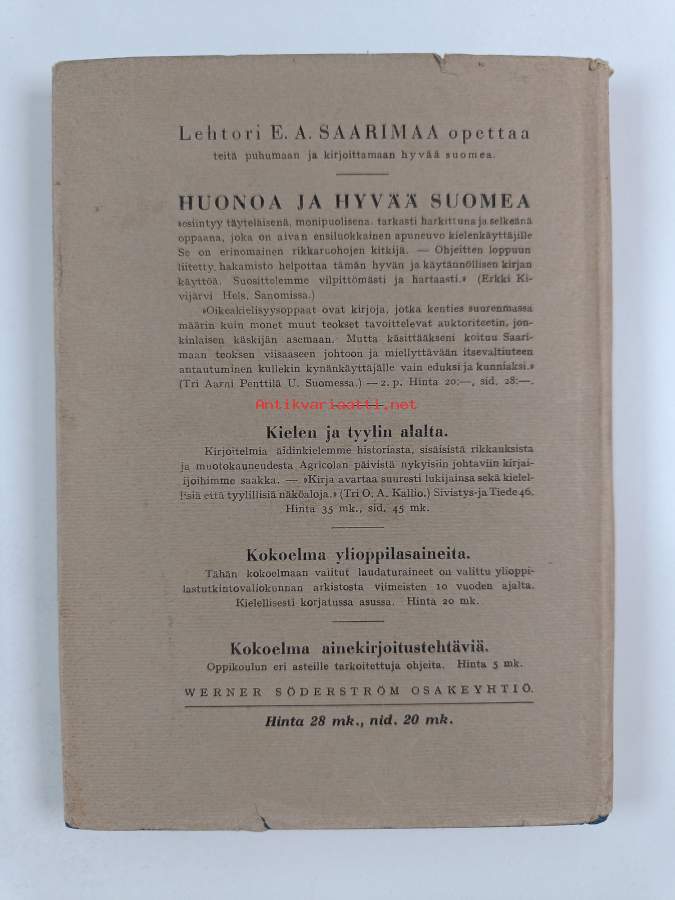 Lehtori E. A. SAARIMAA opettaa
teitä puhumaan ja kirjoittamaan hyvää suomea.
HUONOA JA HYVÄÄ SUOMEA
»esiintyy täyteläisenä, monipuolisena, tarkasti harkittuna ja selkeänä
oppaana, joka on aivan ensiluokkainen apuneuvo kielenkäyttäjille
Se on erinomainen rikkaruohojen kitkijä. — Ohjeitten loppuun
liitetty hakemisto helpottaa tämän hyvän ja käytännöllisen kirjan
käyttöä. Suosittelemme vilpittömästi ja hartaasti.» (Erkki Ki-
vijärvi Hels. Sanomissa.)
»Oikeakielisyysoppaat ovat kirjoja, jotka kenties suuremmassa
määrin kuin monet muut teokset tavoittelevat auktoriteetin, jon-
kinlaisen käskijän asemaan. Mutta käsittääkseni koituu Saari-
maan teoksen viisaaseen johtoon ja miellyttävään itsevaltiuteen
antautuminen kullekin kynänkäyttäjälle vain eduksi ja kunniaksi.»
(Tri Aarni Penttilä U. Suomessa.) — 2. p. Hinta 20:—, sid. 28:—.
Antikvariaatti.net
Kielen ja tyylin alalta.
Kirjoitelmia äidinkielemme historiasta, sisäisistä rikkauksista
ja muotokauneudesta Agricolan päivistä nykyisiin johtaviin kirjai-
lijoihimme saakka. — »Kirja avartaa suuresti lukijainsa sekä kielel-
lisiä että tyylillisiä näköaloja.» (Tri O. A. Kallio.) Sivistys- ja Tiede 46.
Hinta 35 mk., sid. 45 mk.
Kokoelma ylioppilasaineita.
Tähän kokoelmaan valitut laudaturaineet on valittu ylioppi-
lastutkintovaliokunnan arkistosta viimeisten 10 vuoden ajalta.
Kielellisesti korjatussa asussa. Hinta 20 mk.
Kokoelma ainekirjoitustehtäviä.
Oppikoulun eri asteille tarkoitettuja ohjeita. Hinta 5 mk.
WERNER SÖDERSTRÖM OSAKEYHTIÖ.
Hinta 28 mk., nid. 20 mk.